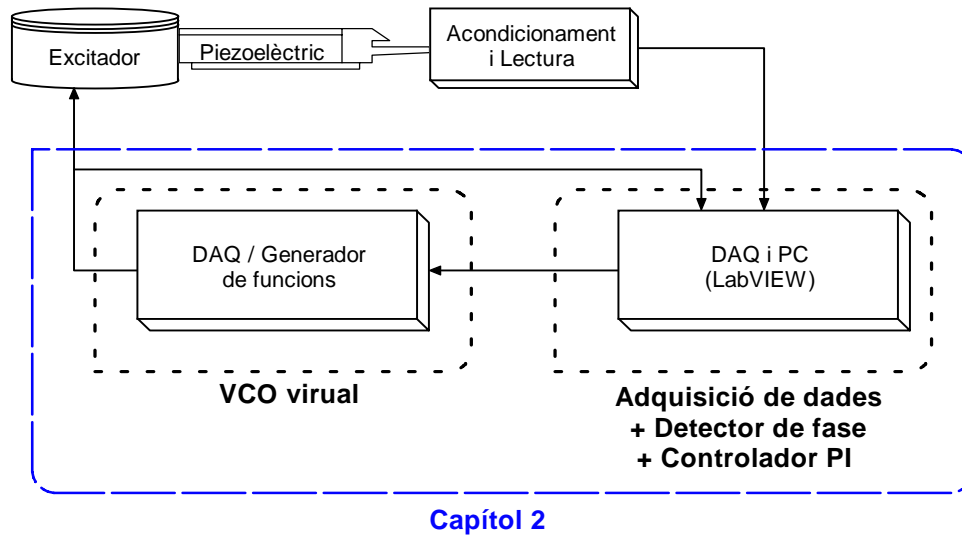 Excitador
Piezoelèctric
Acondicionament
i Lectura
DAQ / Generador
de funcions
DAQ i PC
(LabVIEW)
VCO virual
Adquisició de dades
+ Detector de fase
+ Controlador PI
Capítol 2